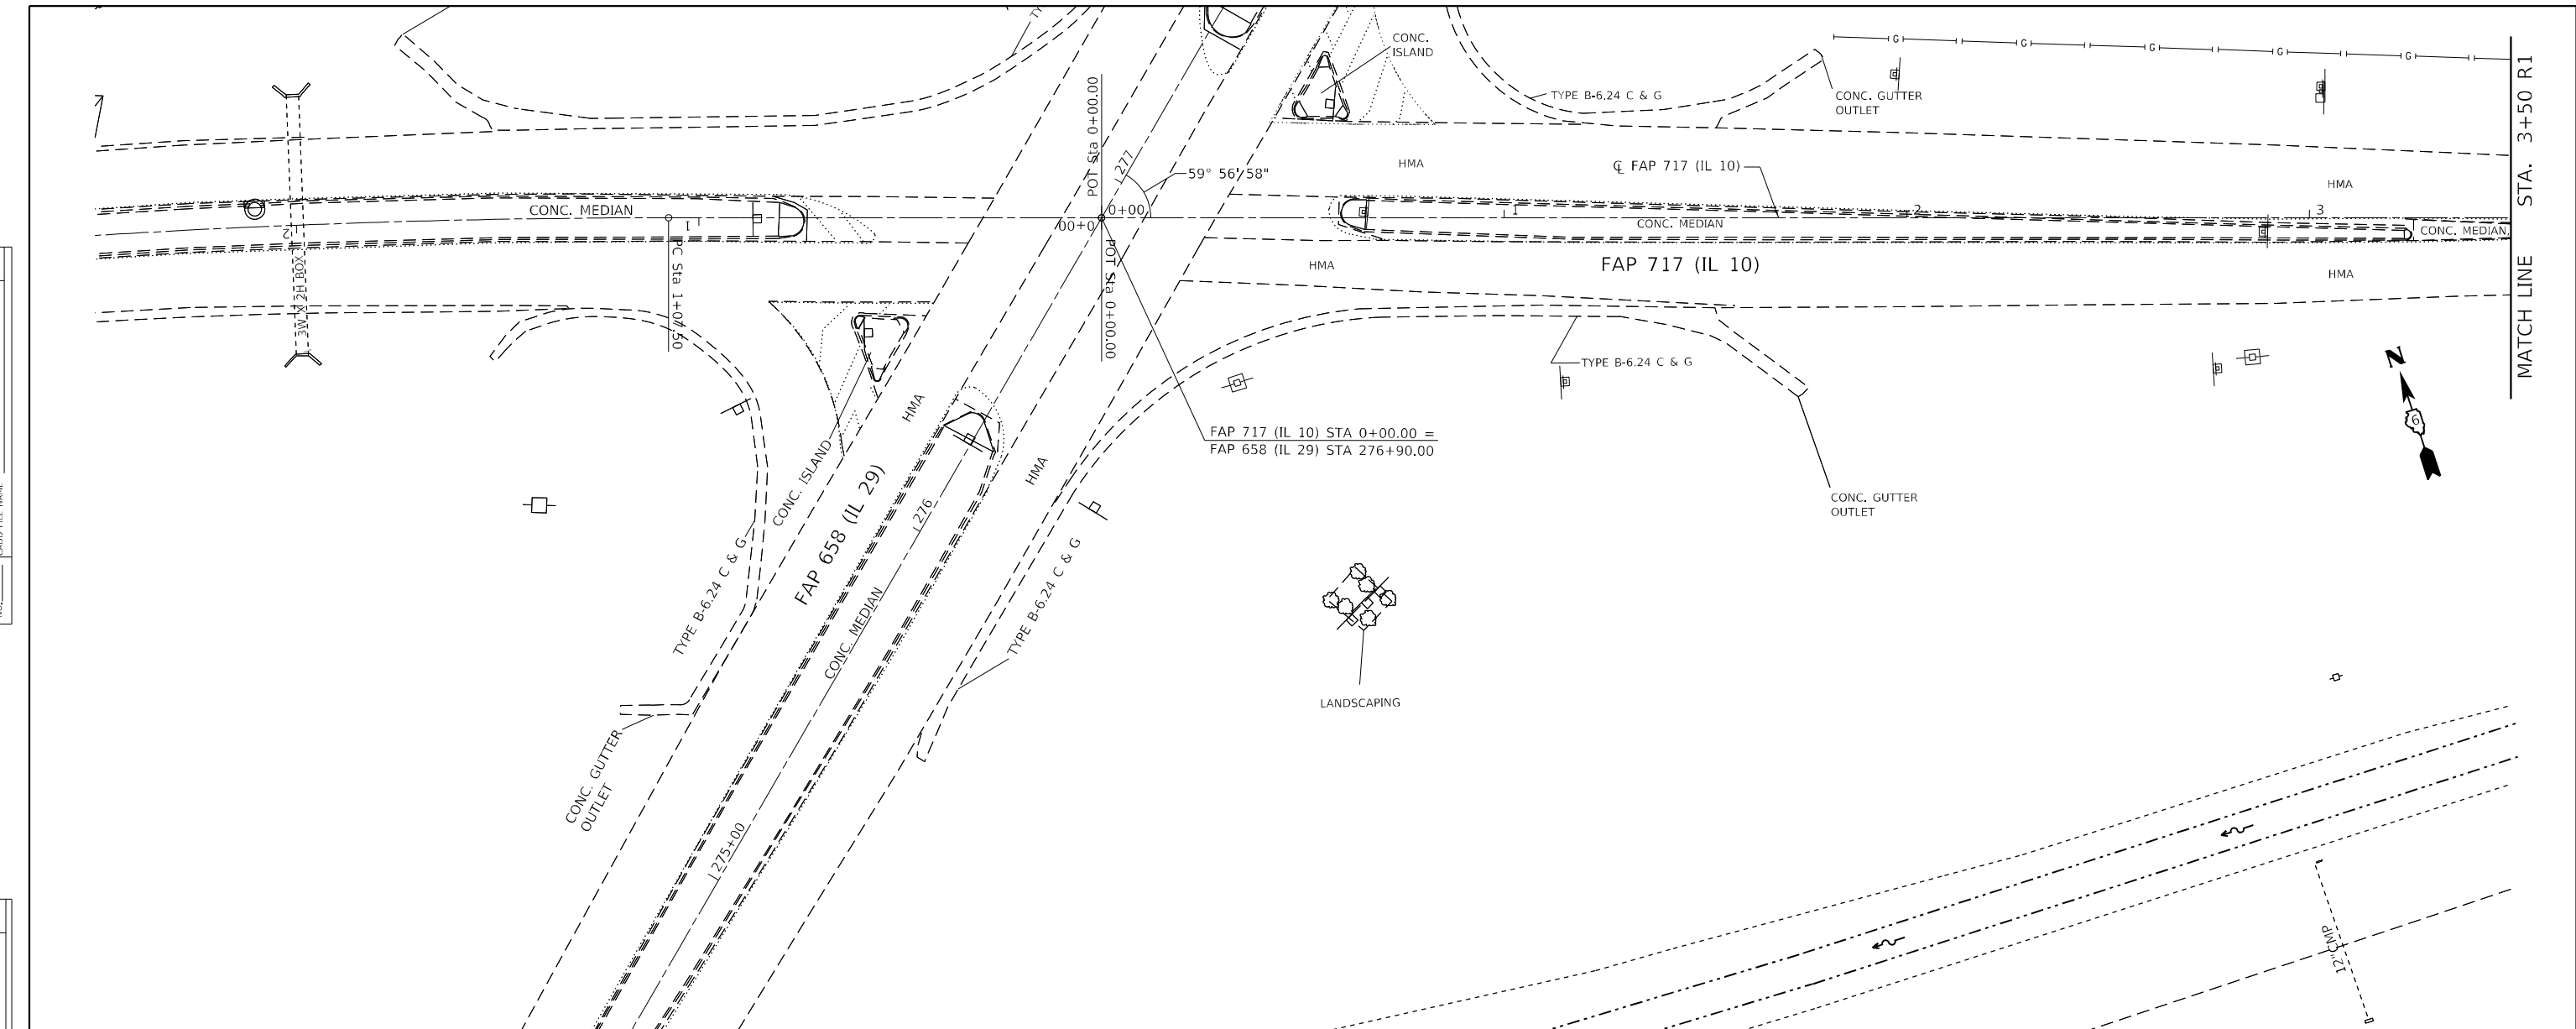 TY
CONC.
ISLAND
G G G G G
TYPE B-6.24 C & G
CONC. GUTTER
OUTLET
MATCH LINE STA. 3+50 R1
POT Sta 0+00.00
277
59° 56' 58"
HMA
℄ FAP 717 (IL 10)
HMA
CONC. MEDIAN
0+00
1
2
3
2
1
0+00
CONC. MEDIAN
CONC. MEDIAN
3W X 2H BOX
PC Sta 1+07.50
POT Sta 0+00.00
HMA
FAP 717 (IL 10)
HMA
TYPE B-6.24 C & G
N
9
HMA
FAP 717 (IL 10) STA 0+00.00 =
FAP 658 (IL 29) STA 276+90.00
CONC. ISLAND
HMA
CONC. GUTTER
OUTLET
FAP 658 (IL 29)
276
TYPE B-6.24 C & G
CONC. MEDIAN
TYPE B-6.24 C & G
LANDSCAPING
CONC. GUTTER
OUTLET
275+00
12" CMP